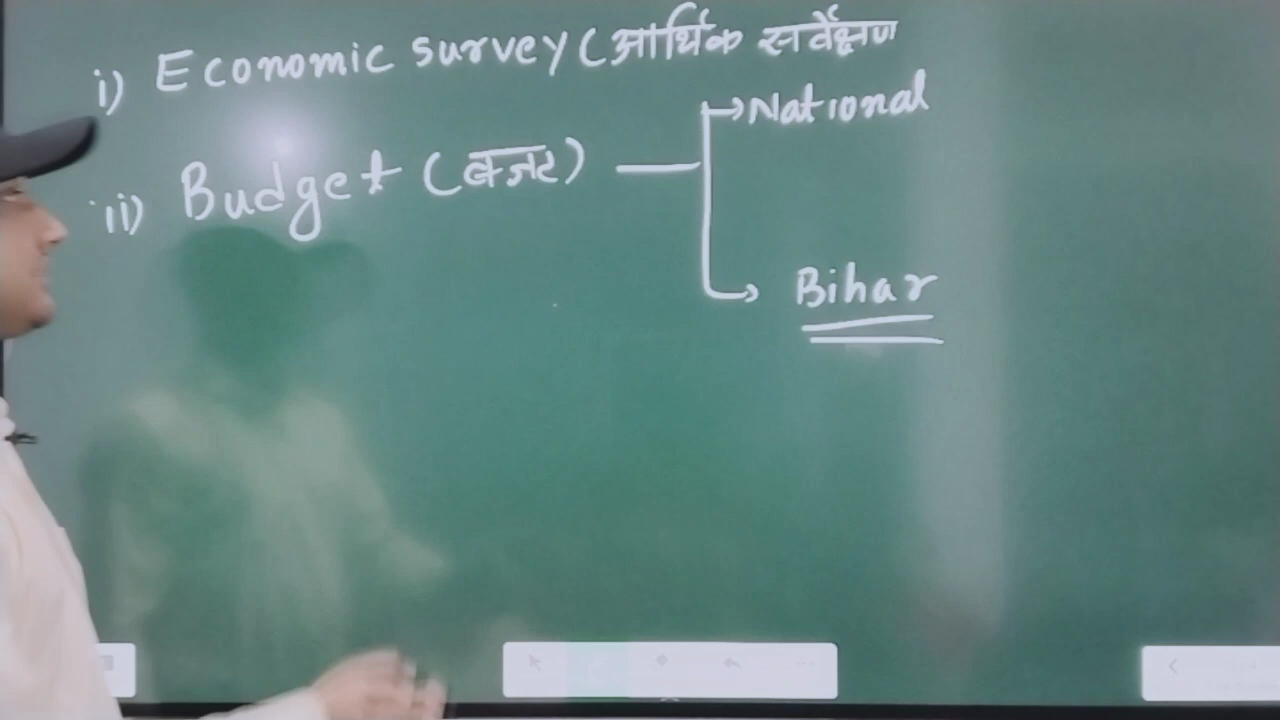 i) Economic survey (आर्थिक सर्वेक्षण
ii) Budget (बजट) → National
→ Bihar